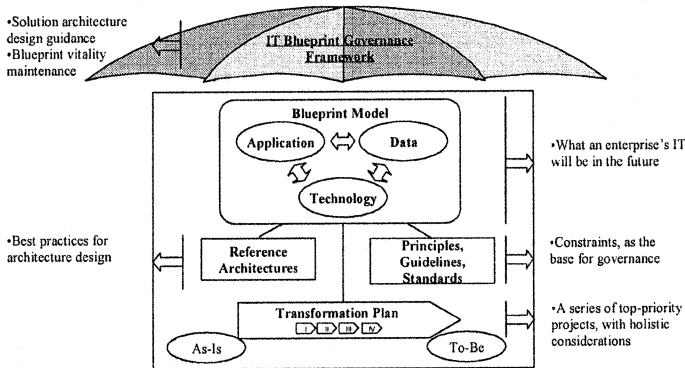 •Solution architecture
design guidance
•Blueprint vitality
maintenance
IT Blueprint Governance
Framework
Blueprint Model
Application
Data
Technology
•What an enterprise's IT
will be in the future
•Best practices for
architecture design
Reference
Architectures
Principles,
Guidelines,
Standards
•Constraints, as the
base for governance
Transformation Plan
I II III IV
As-Is
To-Be
•A series of top-priority
projects, with holistic
considerations